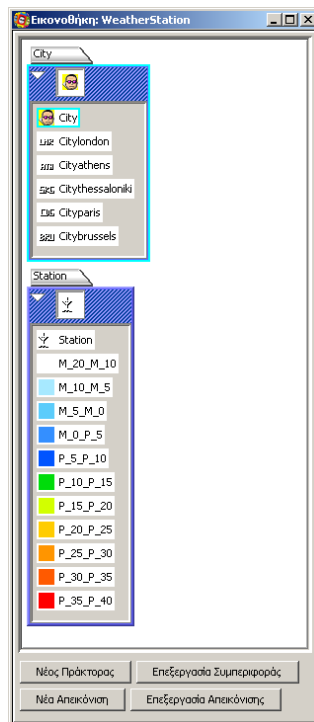 Εικονοθήκη: WeatherStation
City
City
Citylondon
Cityathens
Citythessaloniki
Cityparis
Citybrussels
Station
Station
M_20_M_10
M_10_M_5
M_5_M_0
M_0_P_5
P_5_P_10
P_10_P_15
P_15_P_20
P_20_P_25
P_25_P_30
P_30_P_35
P_35_P_40
Νέος Πράκτορας Επεξεργασία Συμπεριφοράς
Νέα Απεικόνιση Επεξεργασία Απεικόνισης